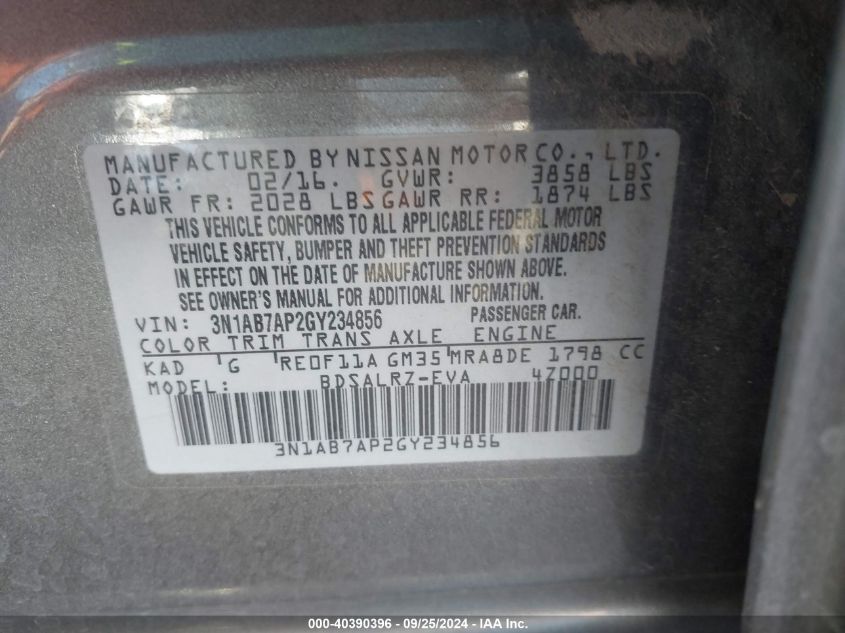 MANUFACTURED BY NISSAN MOTOR CO., LTD.
DATE: 02/16. GVWR: 3858 LBS
GAWR FR: 2028 LBS GAWR RR: 1874 LBS
THIS VEHICLE CONFORMS TO ALL APPLICABLE FEDERAL MOTOR
VEHICLE SAFETY, BUMPER AND THEFT PREVENTION STANDARDS
IN EFFECT ON THE DATE OF MANUFACTURE SHOWN ABOVE.
SEE OWNER'S MANUAL FOR ADDITIONAL INFORMATION.
VIN: 3N1AB7AP2GY234856 PASSENGER CAR.
COLOR TRIM TRANS AXLE ENGINE
KAD G RE0F11A GM35 MRA8DE 1798 CC
MODEL: BDSALRZ-EVA 4Z000
3N1AB7AP2GY234856
000-40390396 - 09/25/2024 - IAA Inc.